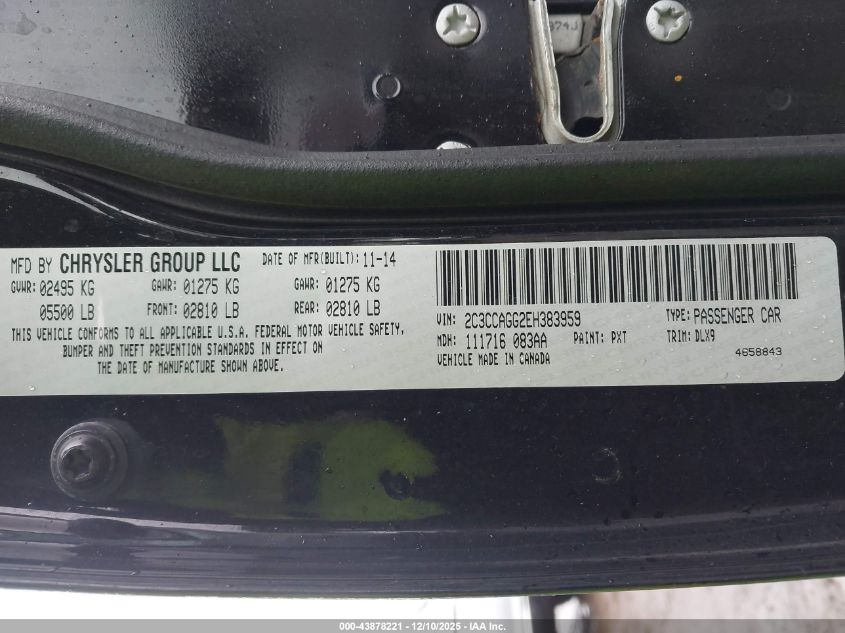 MFD BY CHRYSLER GROUP LLC DATE OF MFR(BUILT): 11-14
GVWR: 02495 KG GAWR: 01275 KG GAWR: 01275 KG
05500 LB FRONT: 02810 LB REAR: 02810 LB
THIS VEHICLE CONFORMS TO ALL APPLICABLE U.S.A. FEDERAL MOTOR VEHICLE SAFETY,
BUMPER AND THEFT PREVENTION STANDARDS IN EFFECT ON
THE DATE OF MANUFACTURE SHOWN ABOVE.
VIN: 2C3CCAGG2EH383959 TYPE: PASSENGER CAR
MDH: 111716 083AA PAINT: PXT TRIM: DLX9
VEHICLE MADE IN CANADA 4658843
000-43878221 - 12/10/2025 - IAA Inc.